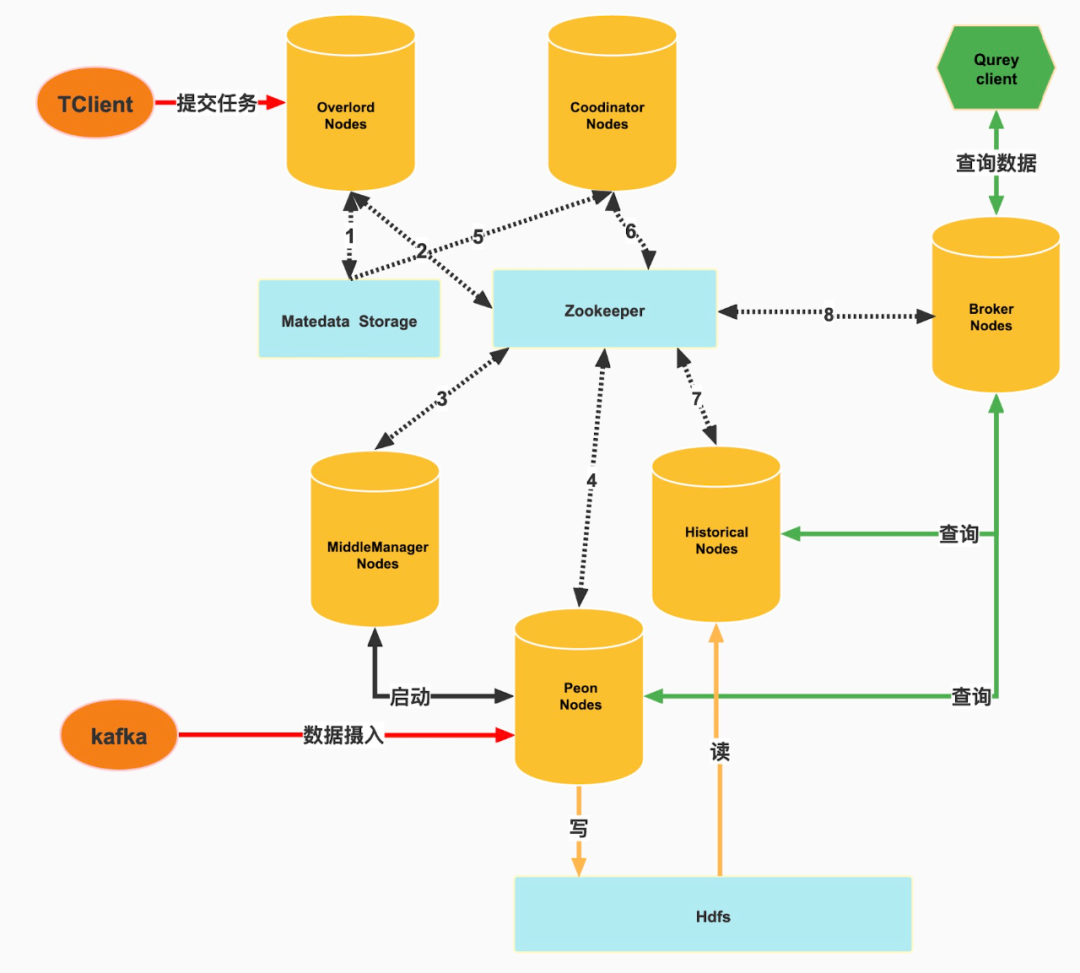 TClient
提交任务
Overlord
Nodes
Coodinator
Nodes
Qurey
client
查询数据
1
2
5
6
Matedata Storage
Zookeeper
8
Broker
Nodes
3
4
7
MiddleManager
Nodes
Historical
Nodes
查询
启动
Peon
Nodes
查询
kafka
数据摄入
读
写
Hdfs